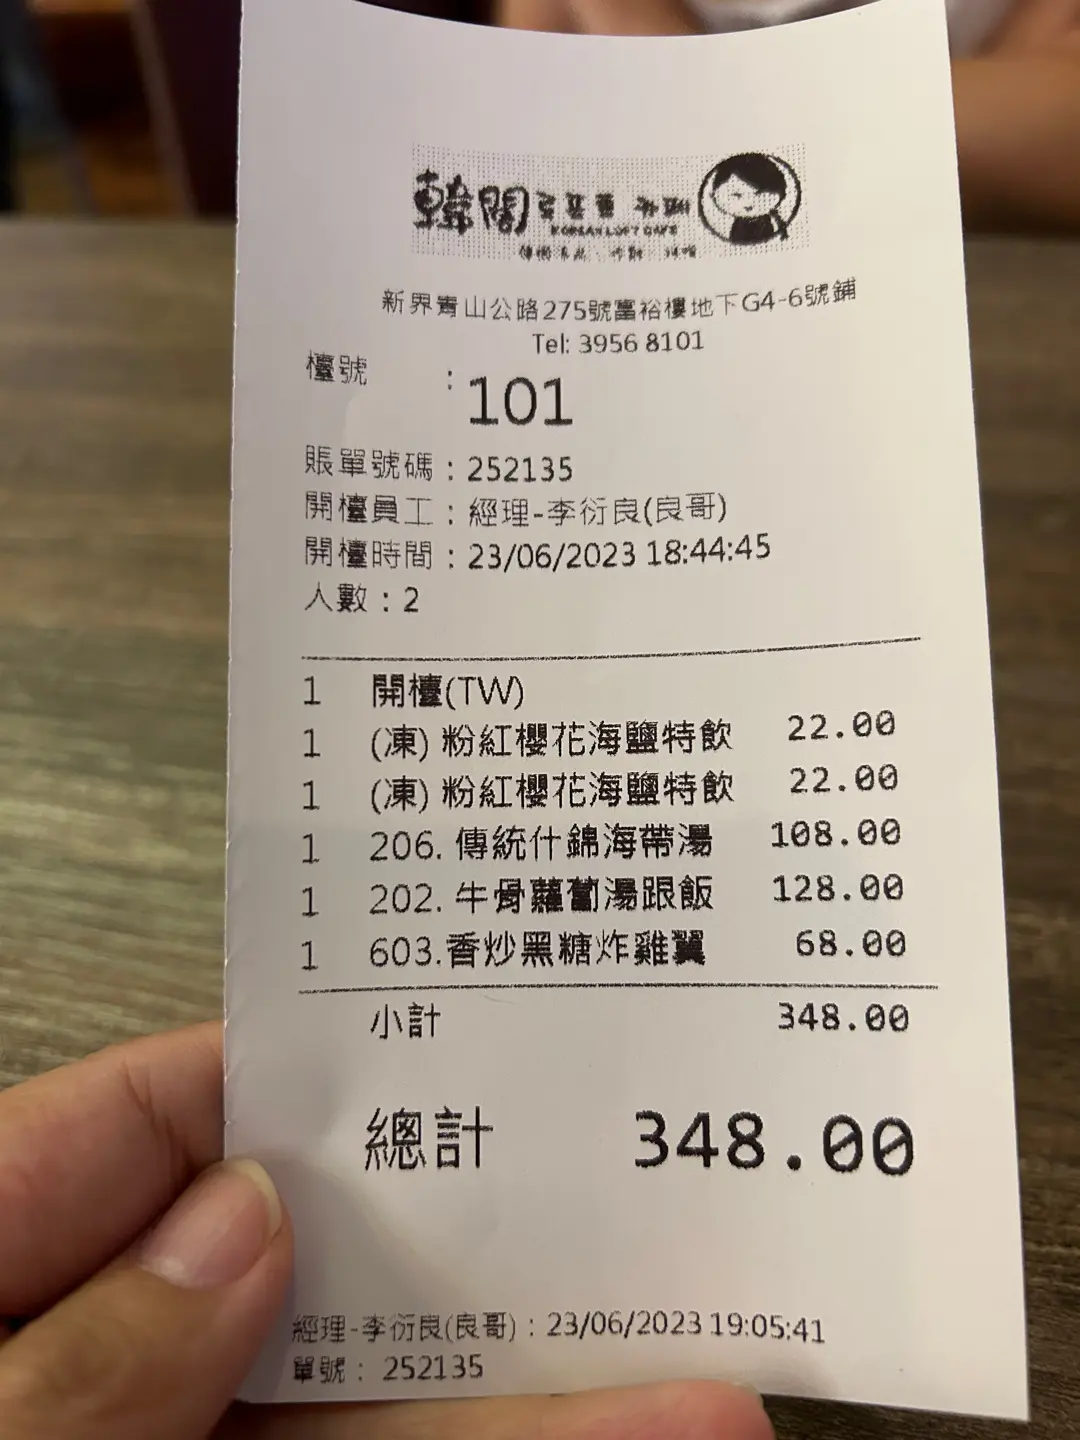 韓閣
KOREAN LOFT CAFE
新界青山公路275號富裕樓地下G4-6號鋪
Tel: 3956 8101
檯號 : 101
賬單號碼 : 252135
開檯員工 : 經理-李衍良(良哥)
開檯時間 : 23/06/2023 18:44:45
人數 : 2
1 開檯(TW)
1 (凍) 粉紅櫻花海鹽特飲 22.00
1 (凍) 粉紅櫻花海鹽特飲 22.00
1 206. 傳統什錦海帶湯 108.00
1 202. 牛骨蘿蔔湯跟飯 128.00
1 603.香炒黑糖炸雞翼 68.00
小計 348.00
總計 348.00
經理-李衍良(良哥) : 23/06/2023 19:05:41
單號 : 252135